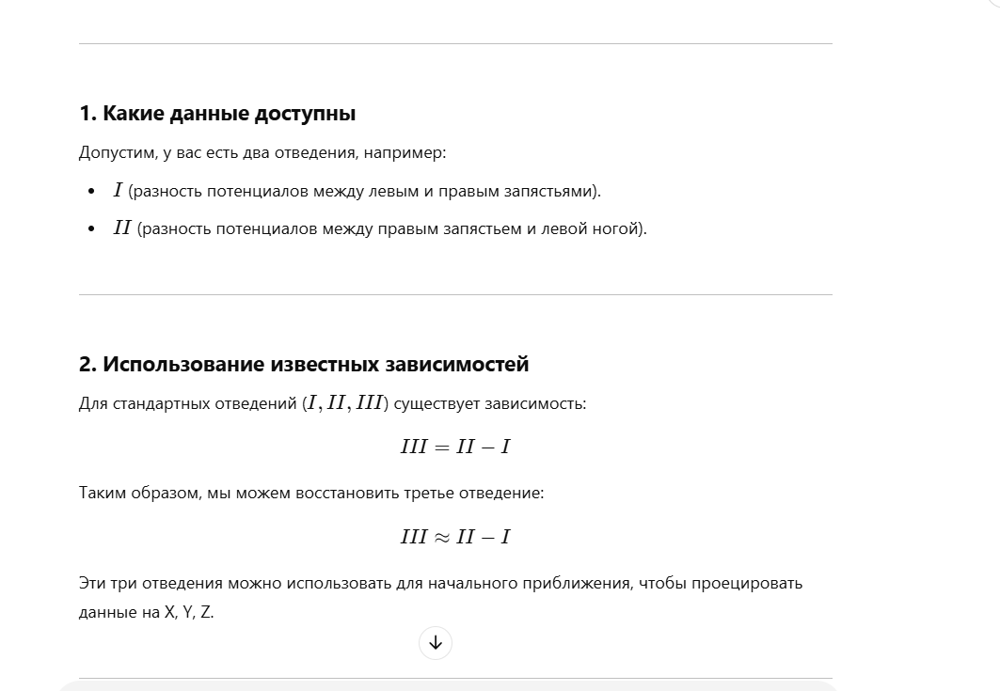 1. Какие данные доступны
Допустим, у вас есть два отведения, например:
• I (разность потенциалов между левым и правым запястьями).
• II (разность потенциалов между правым запястьем и левой ногой).
2. Использование известных зависимостей
Для стандартных отведений (I, II, III) существует зависимость:
III = II − I
Таким образом, мы можем восстановить третье отведение:
III ≈ II − I
Эти три отведения можно использовать для начального приближения, чтобы проецировать
данные на X, Y, Z.